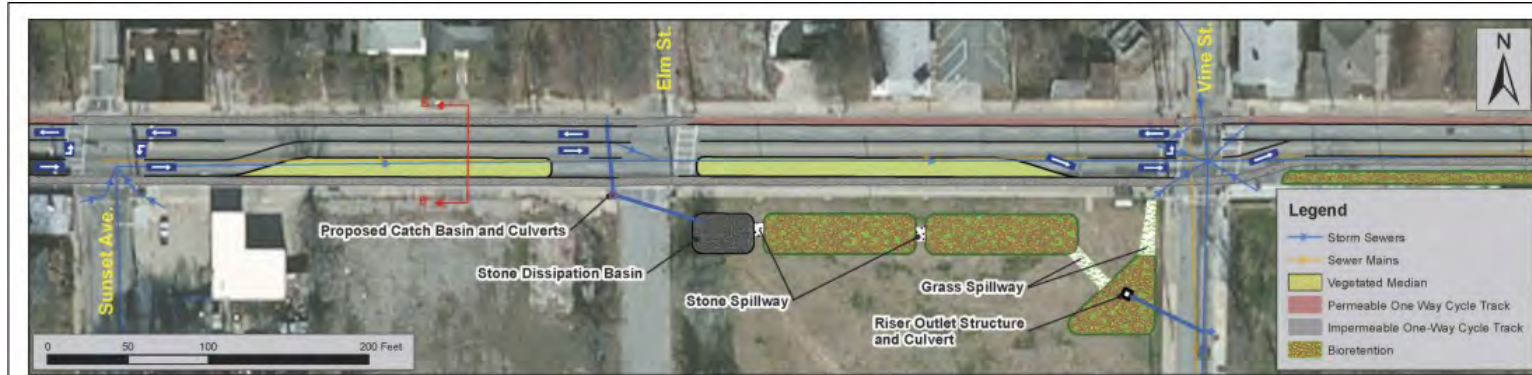 Elm St.
Vine St.
N
B
B'
Sunset Ave.
Proposed Catch Basin and Culverts
Stone Dissipation Basin
Stone Spillway
Grass Spillway
Riser Outlet Structure
and Culvert
Legend
Storm Sewers
Sewer Mains
Vegetated Median
Permeable One Way Cycle Track
Impermeable One-Way Cycle Track
Bioretention
0 50 100 200 Feet